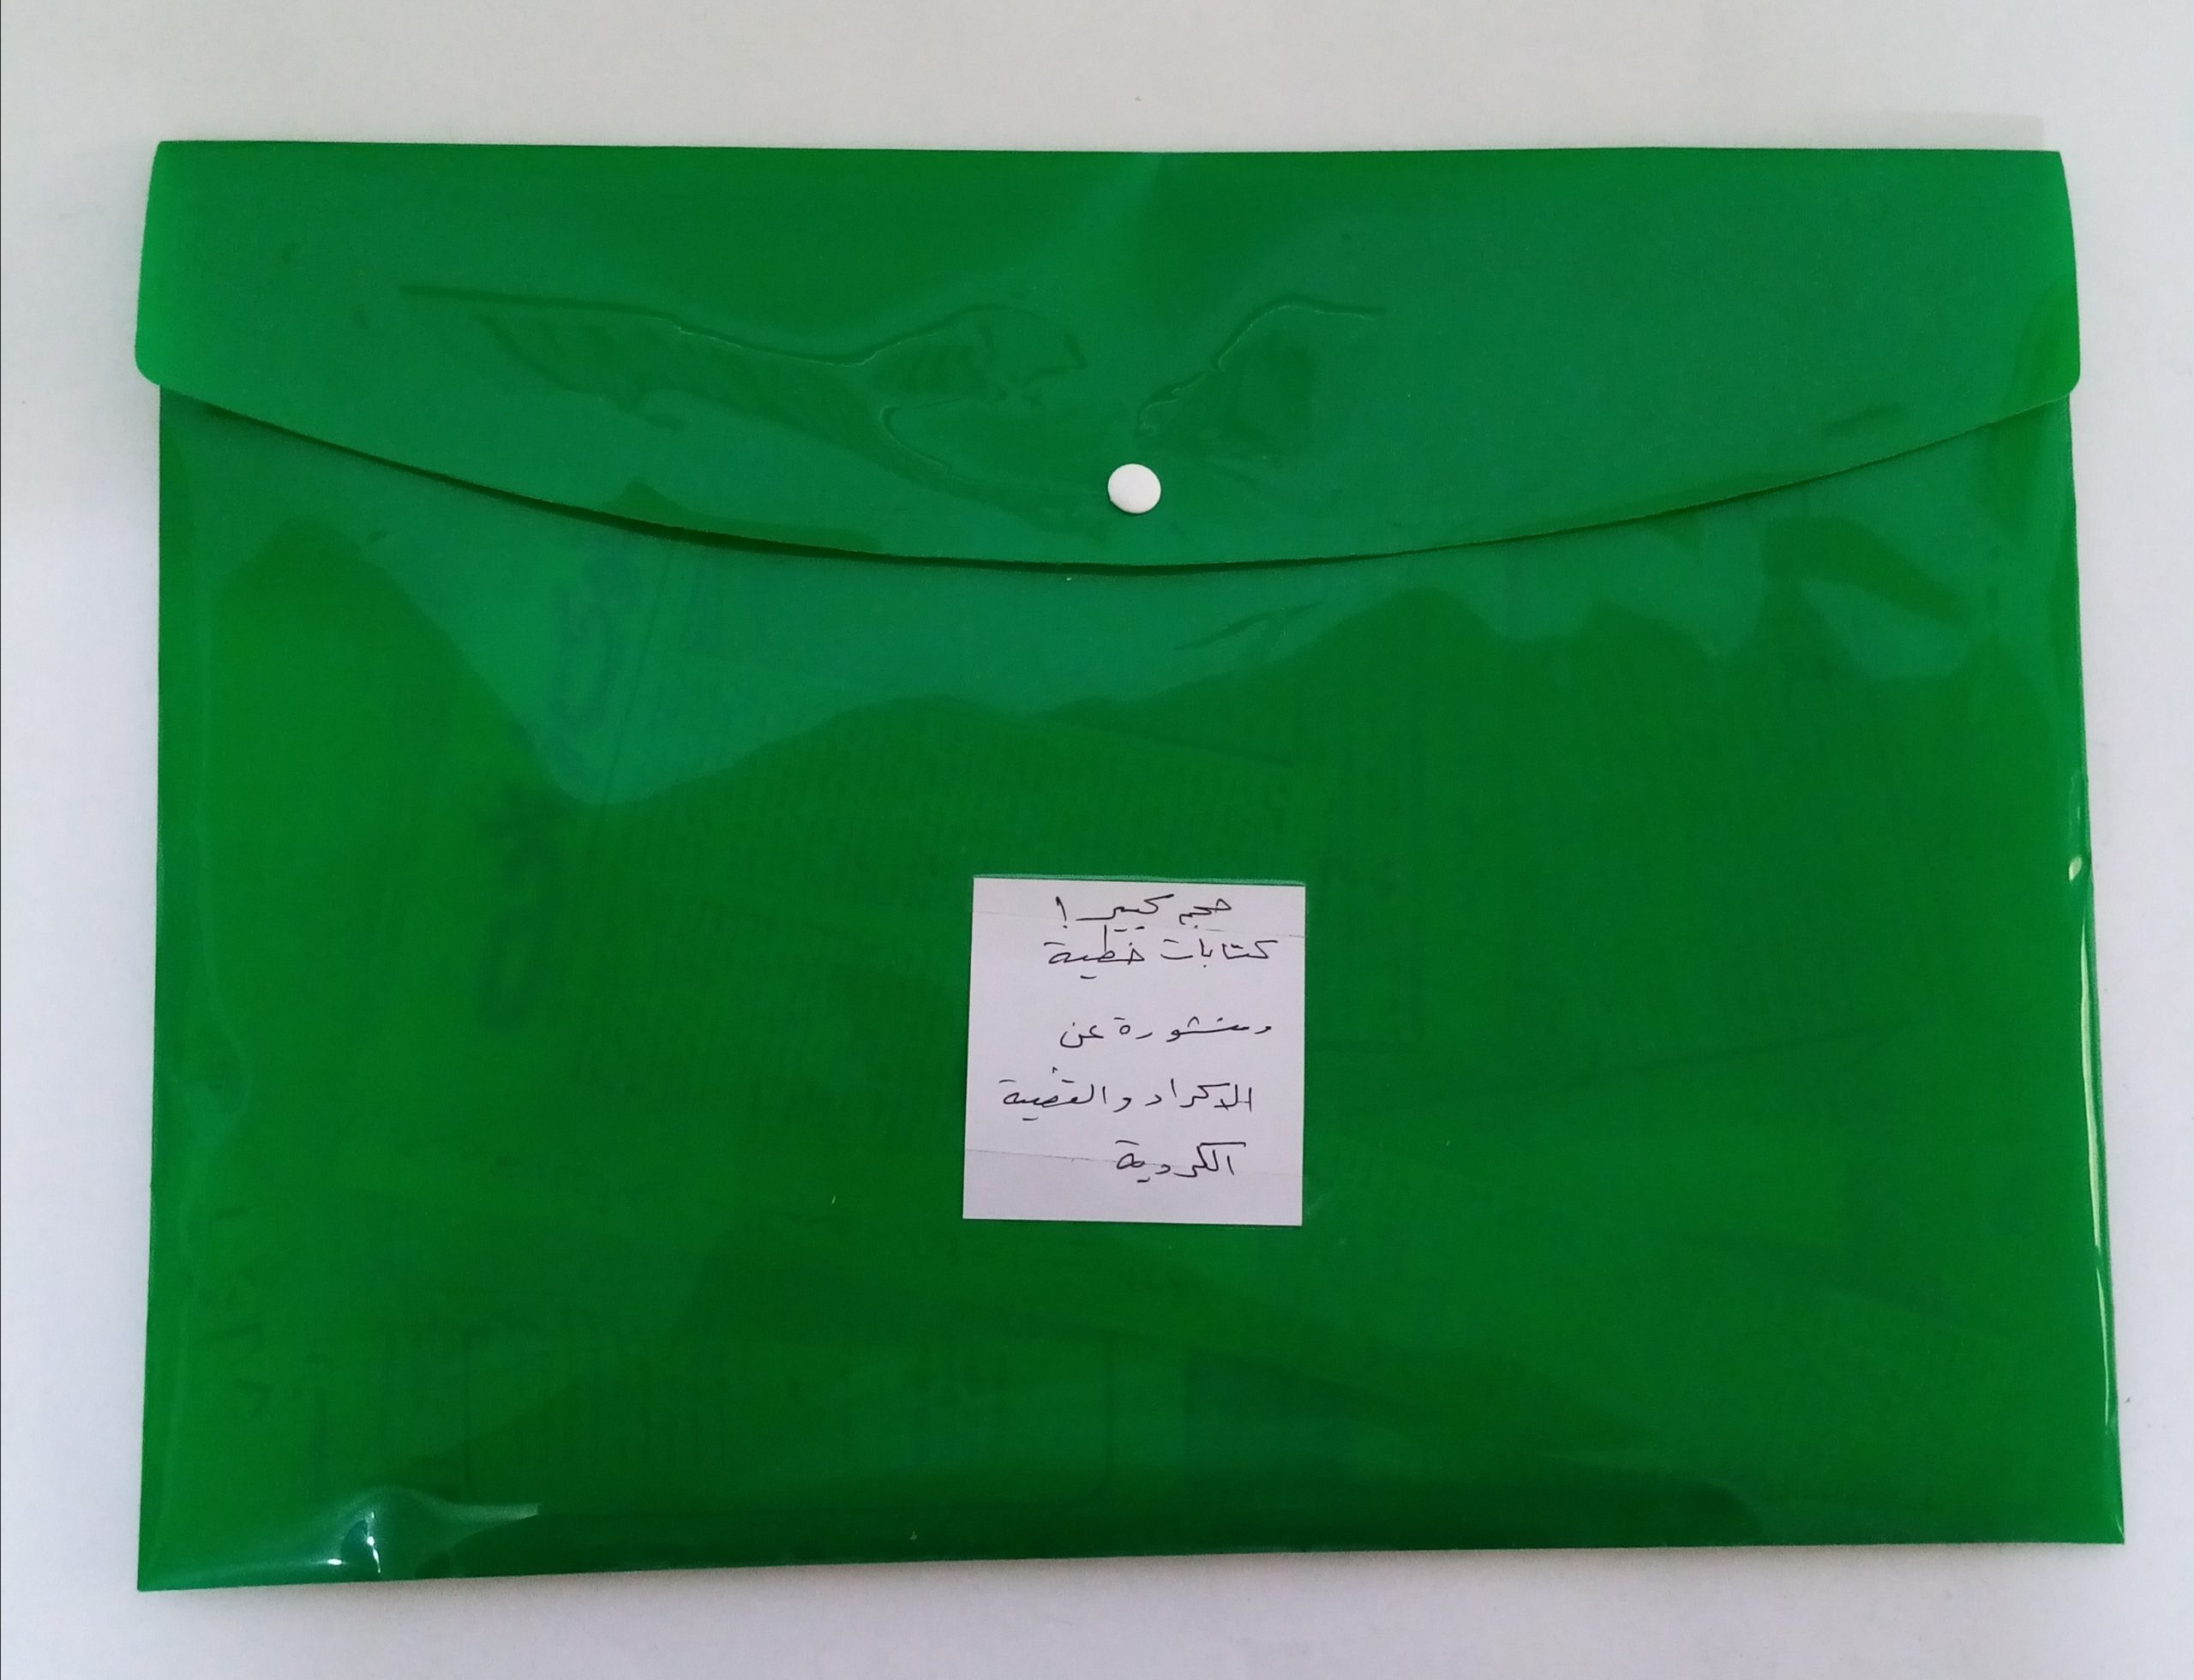 حجم كبير!
كتابات خطية
ومنشورة عن
الاكراد والقضية
الكردية